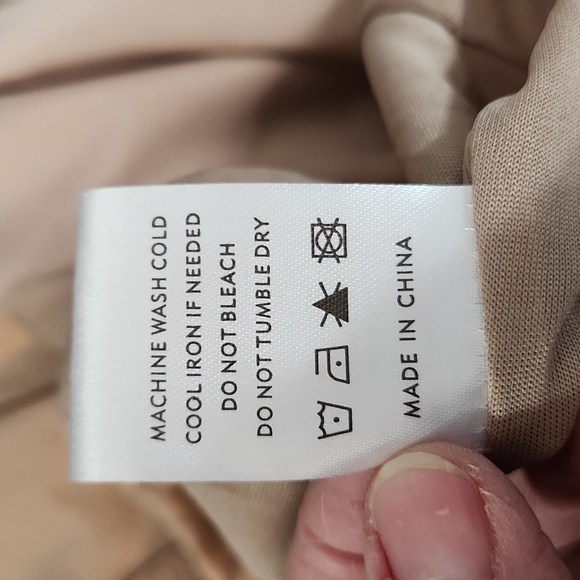 MACHINE WASH COLD
COOL IRON IF NEEDED
DO NOT BLEACH
DO NOT TUMBLE DRY
MADE IN CHINA